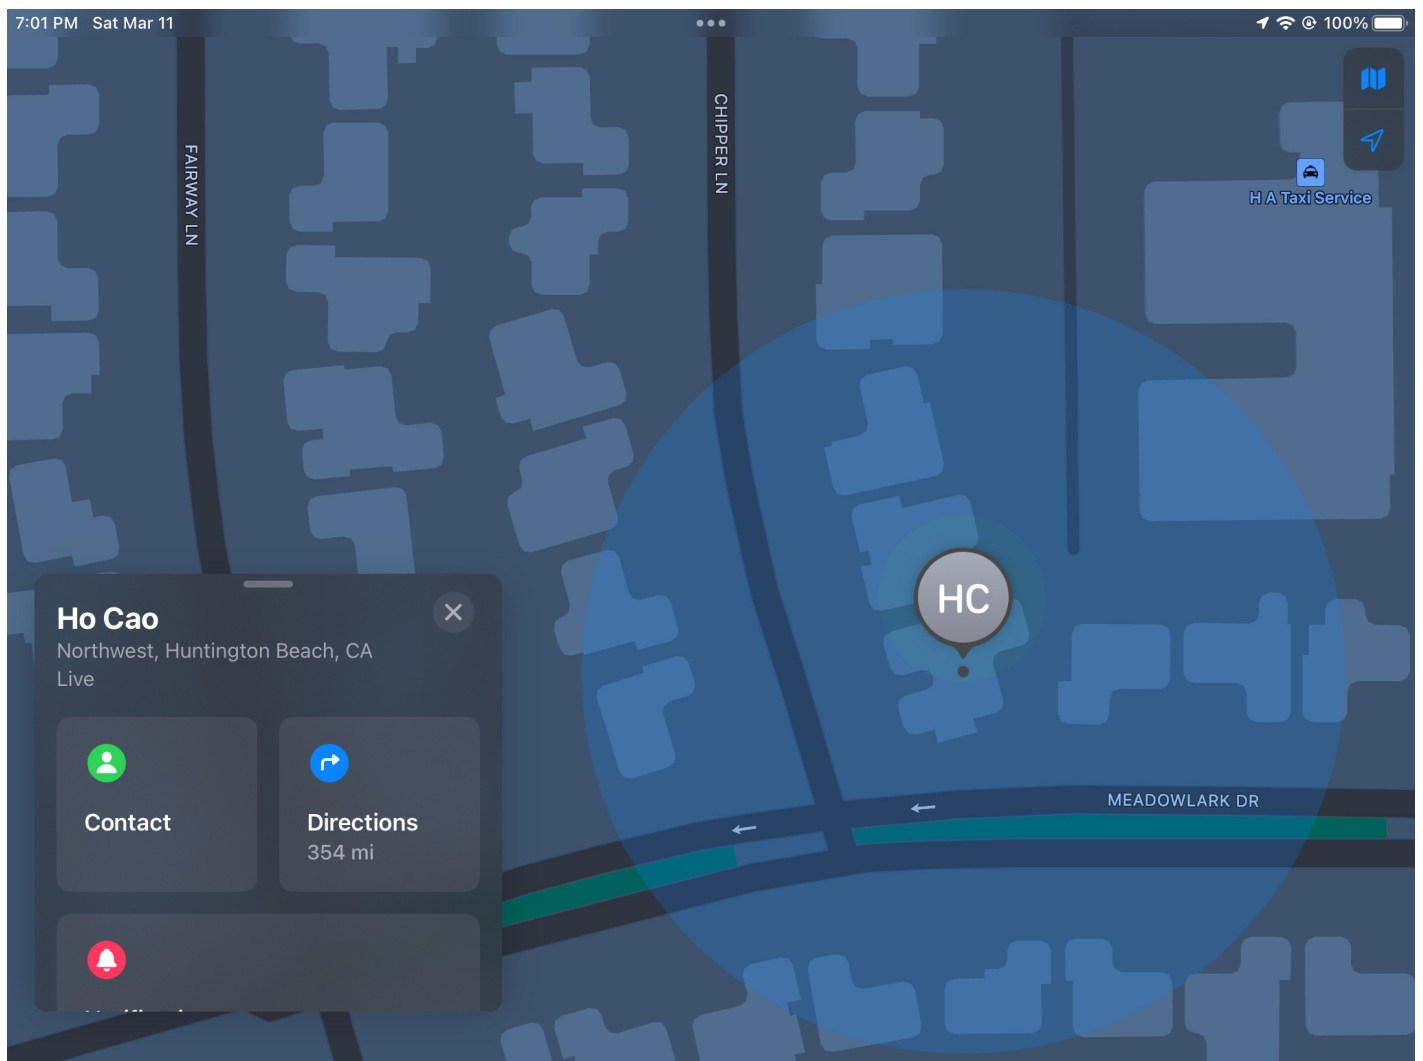 7:01 PM Sat Mar 11
100%
FAIRWAY LN
CHIPPER LN
H A Taxi Service
HC
Ho Cao
Northwest, Huntington Beach, CA
Live
Contact
Directions
354 mi
MEADOWLARK DR